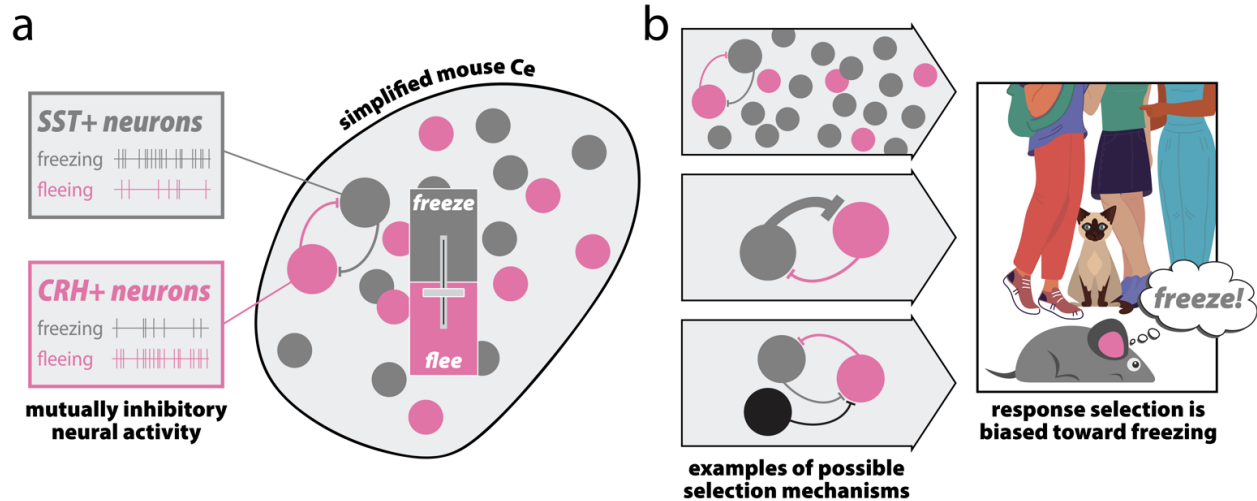 a
simplified mouse Ce
SST+ neurons
freezing
fleeing
CRH+ neurons
freezing
fleeing
mutually inhibitory
neural activity
freeze
flee
b
examples of possible
selection mechanisms
freeze!
response selection is
biased toward freezing